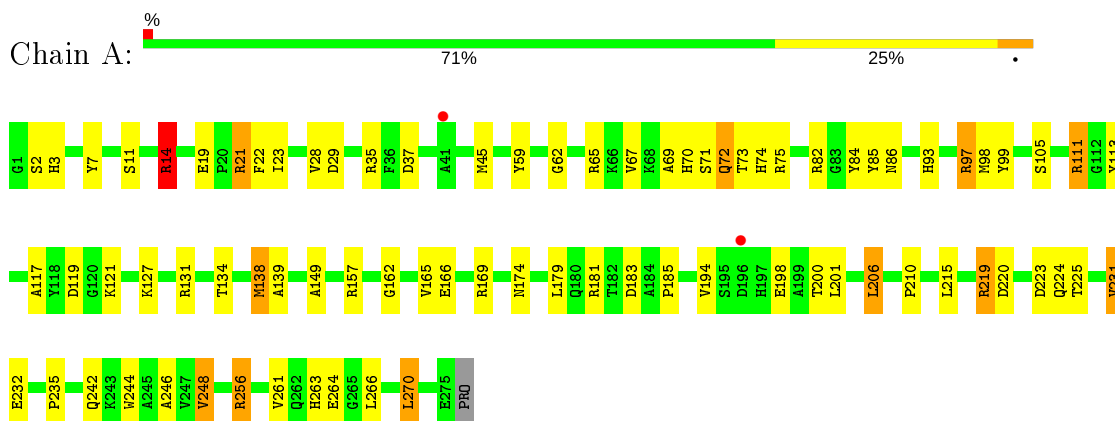 %
Chain A:
71% 25% •
G1 S2 H3 Y7 S11 R14 E19 P20 R21 F22 I23 V28 D29 R35 F36 D37 A41 M45 Y59 G62 R65 K66 V67 K68 A69 H70 S71 Q72 T73 H74 R75 R82 G83 Y84 Y85 N86 H93 R97 M98 Y99 S105 R111 G112 Y113
A117 Y118 D119 G120 K121 K127 R131 T134 M138 A139 A149 R157 G162 V165 E166 R169 N174 L179 Q180 R181 T182 D183 A184 P185 V194 S195 D196 H197 E198 A199 T200 L201 L206 P210 L215 R219 D220 D223 Q224 T225 V231
E232 P235 Q242 K243 W244 A245 A246 V247 V248 R256 V261 Q262 H263 E264 G265 L266 L270 E275 PRO